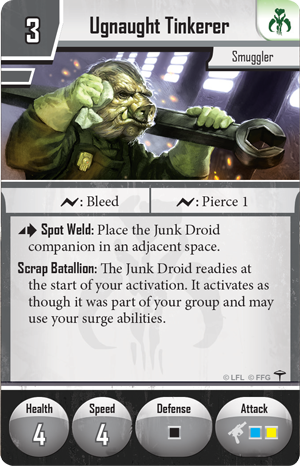 3
Ugnaught Tinkerer
Smuggler
: Bleed
: Pierce 1
Spot Weld: Place the Junk Droid
companion in an adjacent space.
Scrap Batallion: The Junk Droid readies at
the start of your activation. It activates as
though it was part of your group and may
use your surge abilities.
© LFL © FFG
Health
4
Speed
4
Defense
Attack